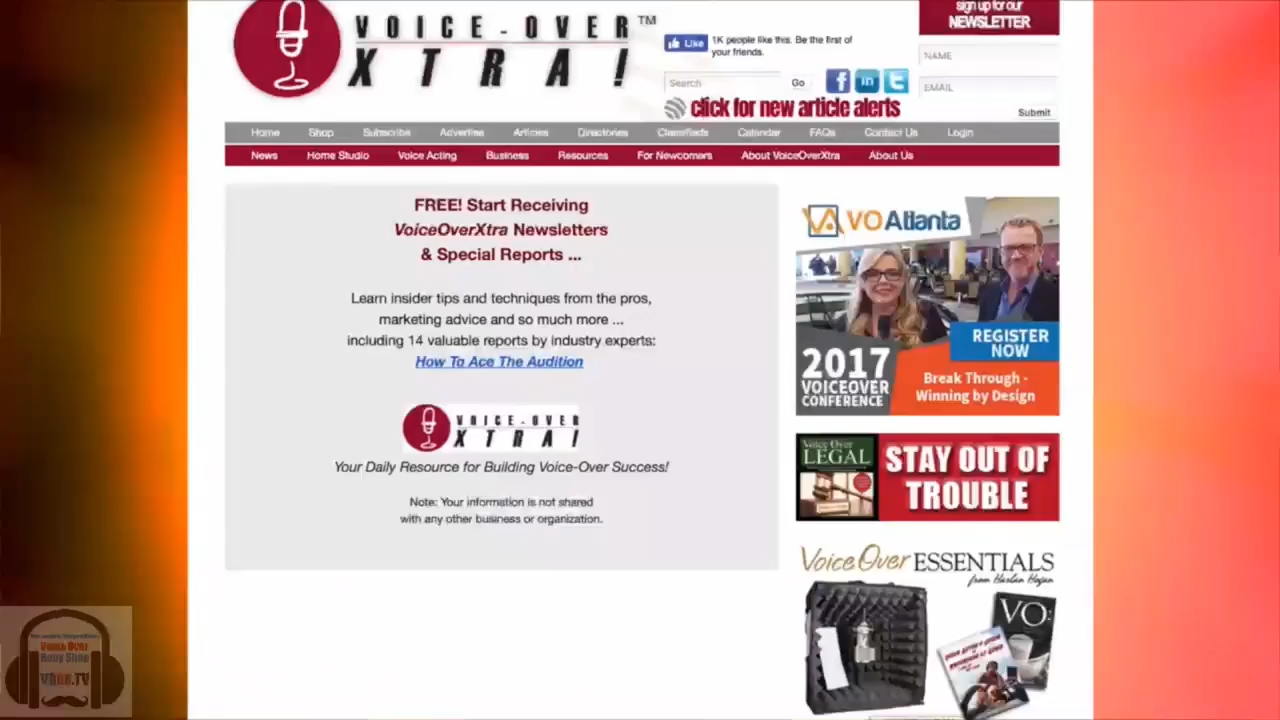 VOICE-OVER™
XTRA!
Like
1K people like this. Be the first of
your friends.
Search
Go
click for new article alerts
sign up for our
NEWSLETTER
NAME
EMAIL
Submit
Home Shop Subscribe Advertise Articles Directories Classifieds Calendar FAQs Contact Us Login
News Home Studio Voice Acting Business Resources For Newcomers About VoiceOverXtra About Us
FREE! Start Receiving
VoiceOverXtra Newsletters
& Special Reports ...
Learn insider tips and techniques from the pros,
marketing advice and so much more ...
including 14 valuable reports by industry experts:
How To Ace The Audition
VOICE-OVER
XTRA!
Your Daily Resource for Building Voice-Over Success!
Note: Your information is not shared
with any other business or organization.
VA VO Atlanta
REGISTER
NOW
2017
VOICEOVER
CONFERENCE
Break Through -
Winning by Design
Voice Over
LEGAL
STAY OUT OF
TROUBLE
VoiceOver ESSENTIALS
from Harlan Hogan
VO:
Voice Over
Body Shop
VOBS.TV